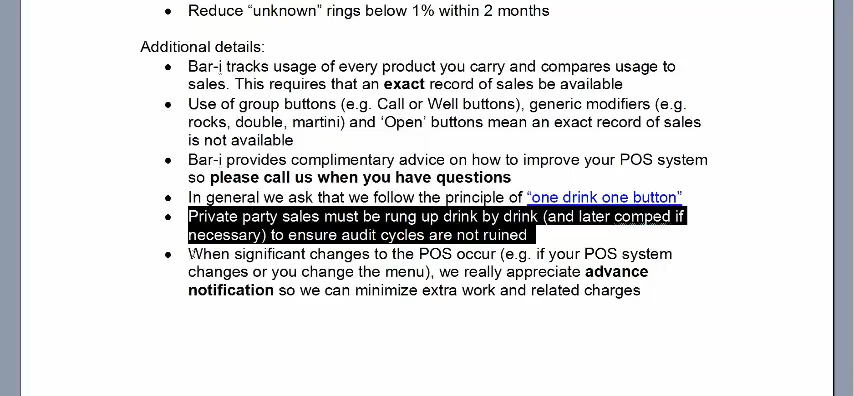 • Reduce “unknown” rings below 1% within 2 months
Additional details:
• Bar-i tracks usage of every product you carry and compares usage to
sales. This requires that an exact record of sales be available
• Use of group buttons (e.g. Call or Well buttons), generic modifiers (e.g.
rocks, double, martini) and ‘Open’ buttons mean an exact record of sales
is not available
• Bar-i provides complimentary advice on how to improve your POS system
so please call us when you have questions
• In general we ask that we follow the principle of “one drink one button”
• Private party sales must be rung up drink by drink (and later comped if
necessary) to ensure audit cycles are not ruined
• When significant changes to the POS occur (e.g. if your POS system
changes or you change the menu), we really appreciate advance
notification so we can minimize extra work and related charges